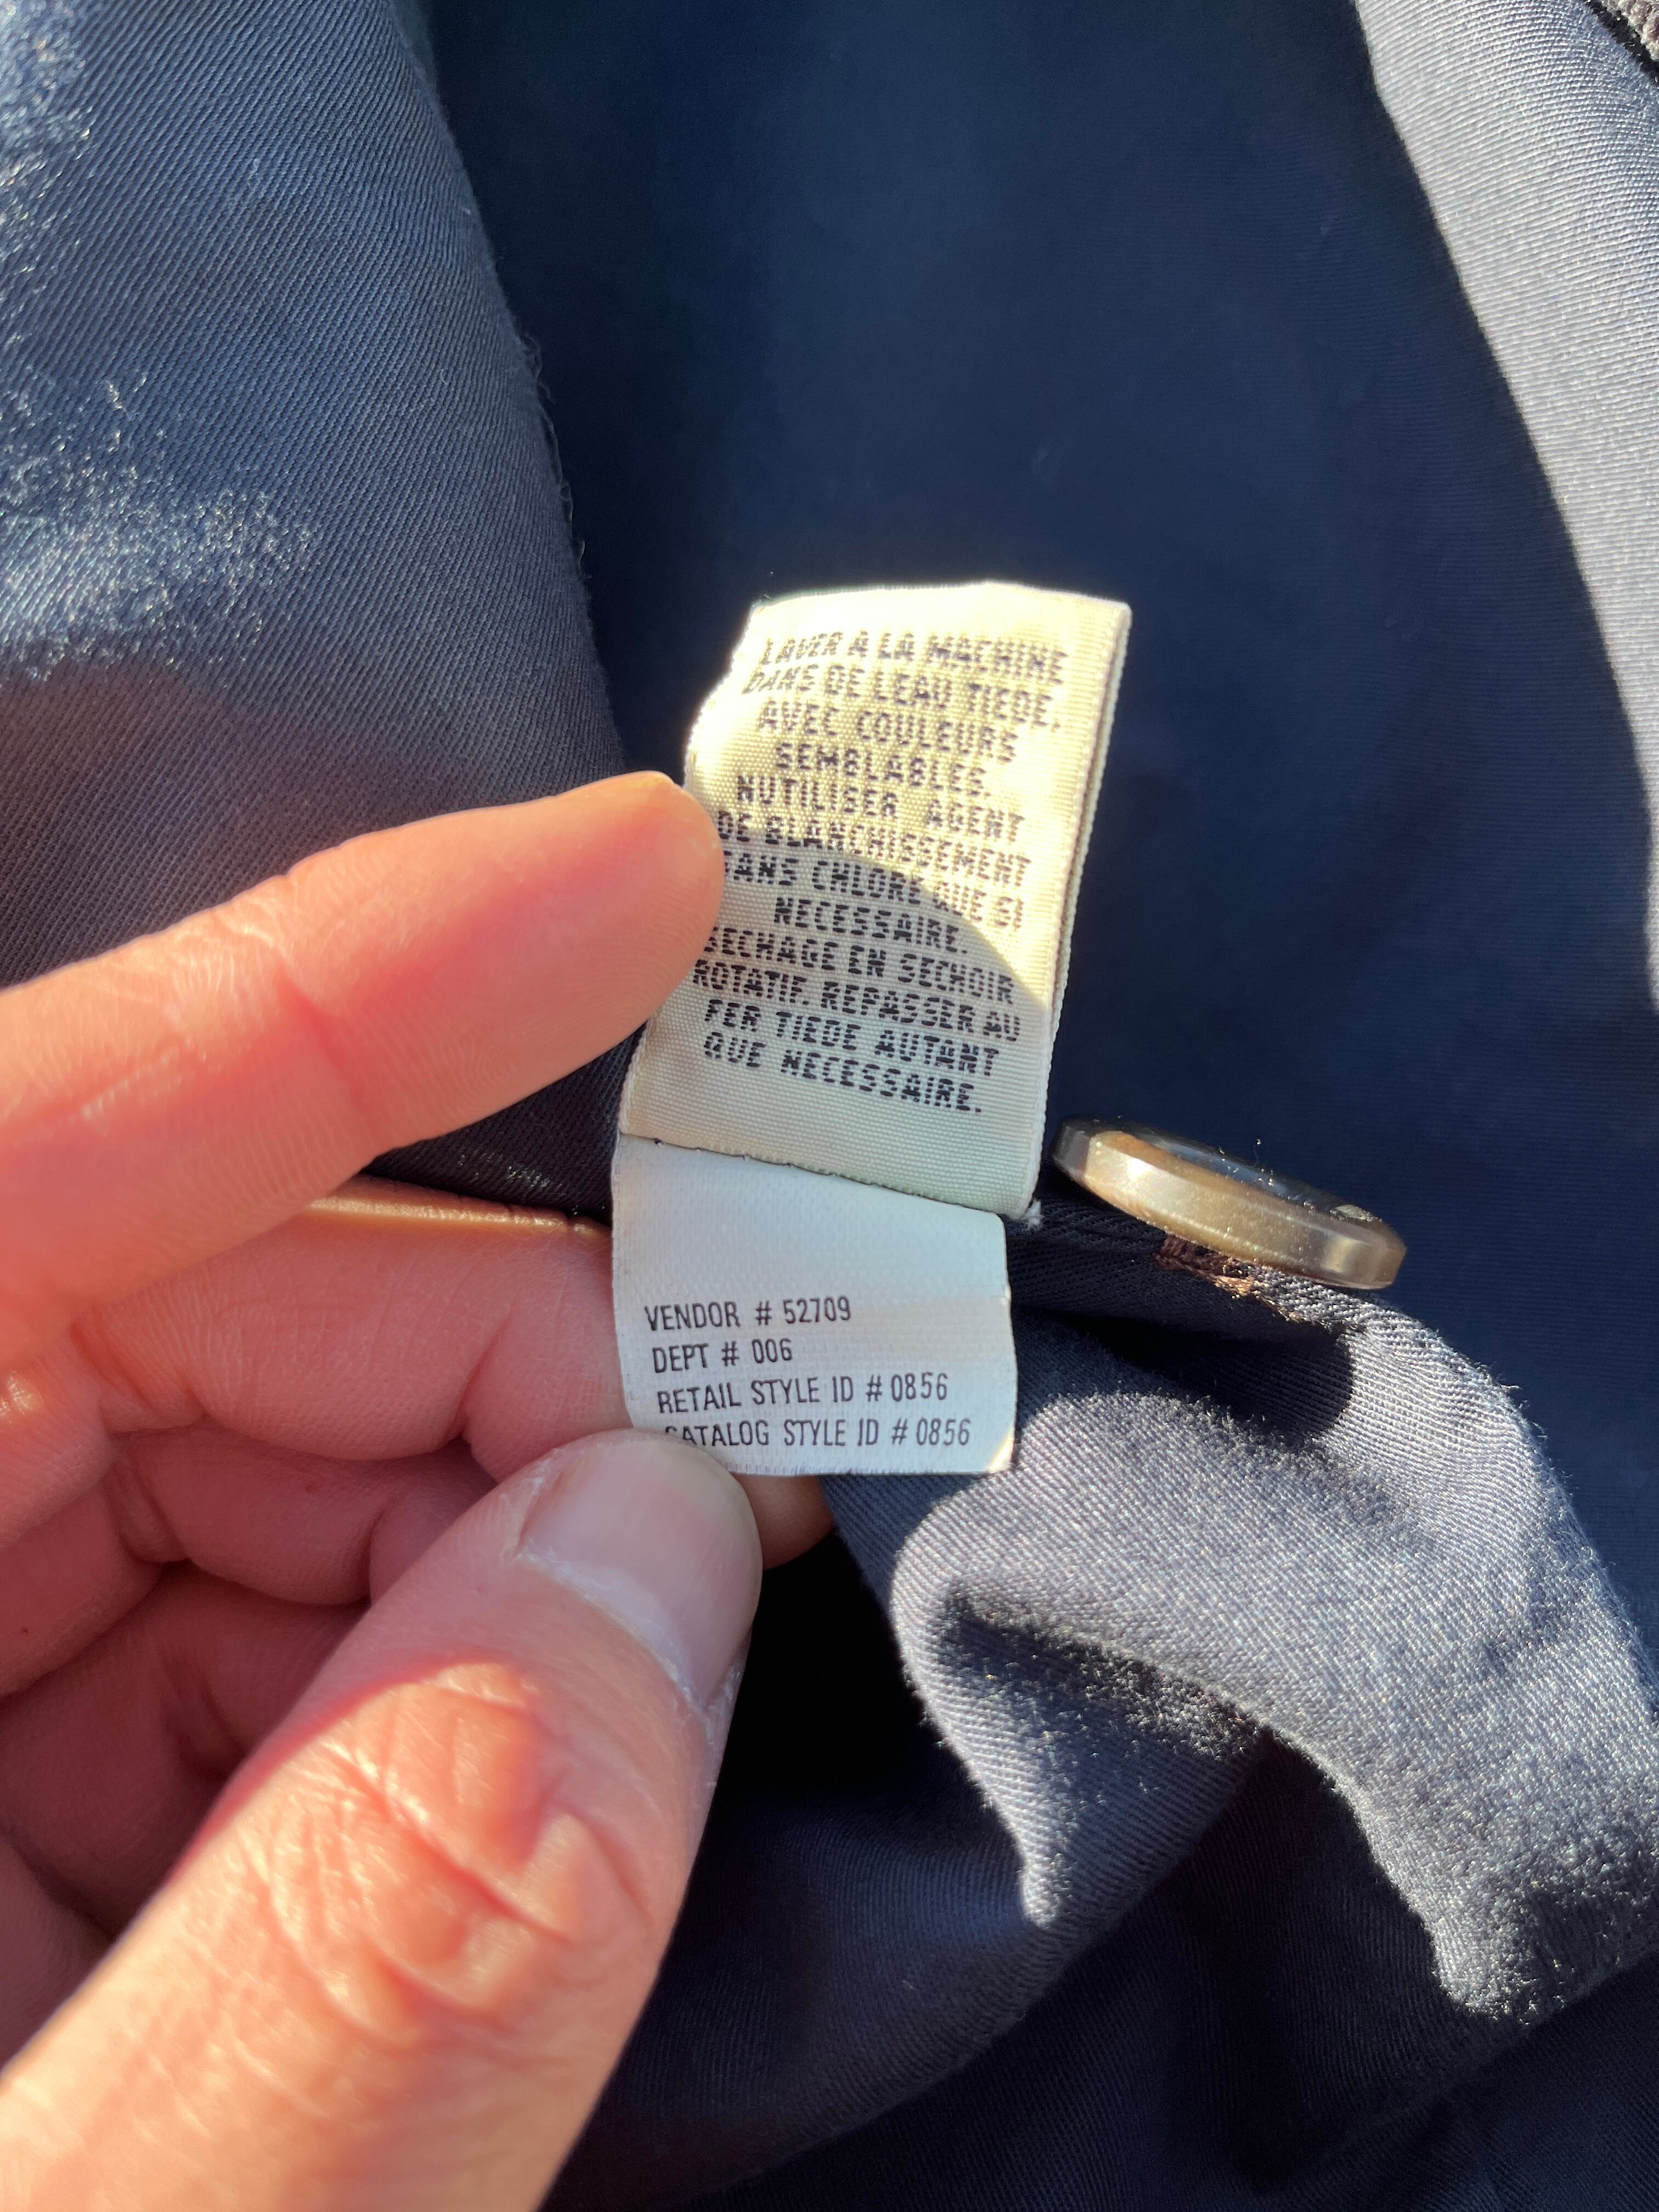 LAVER A LA MACHINE
DANS DE LEAU TIEDE,
AVEC COULEURS
SEMBLABLES.
NUTILISER AGENT
DE BLANCHISSEMENT
SANS CHLORE QUE SI
NECESSAIRE.
SECHAGE EN SECHOIR
ROTATIF. REPASSER AU
FER TIEDE AUTANT
QUE NECESSAIRE.
VENDOR # 52709
DEPT # 006
RETAIL STYLE ID # 0856
CATALOG STYLE ID # 0856